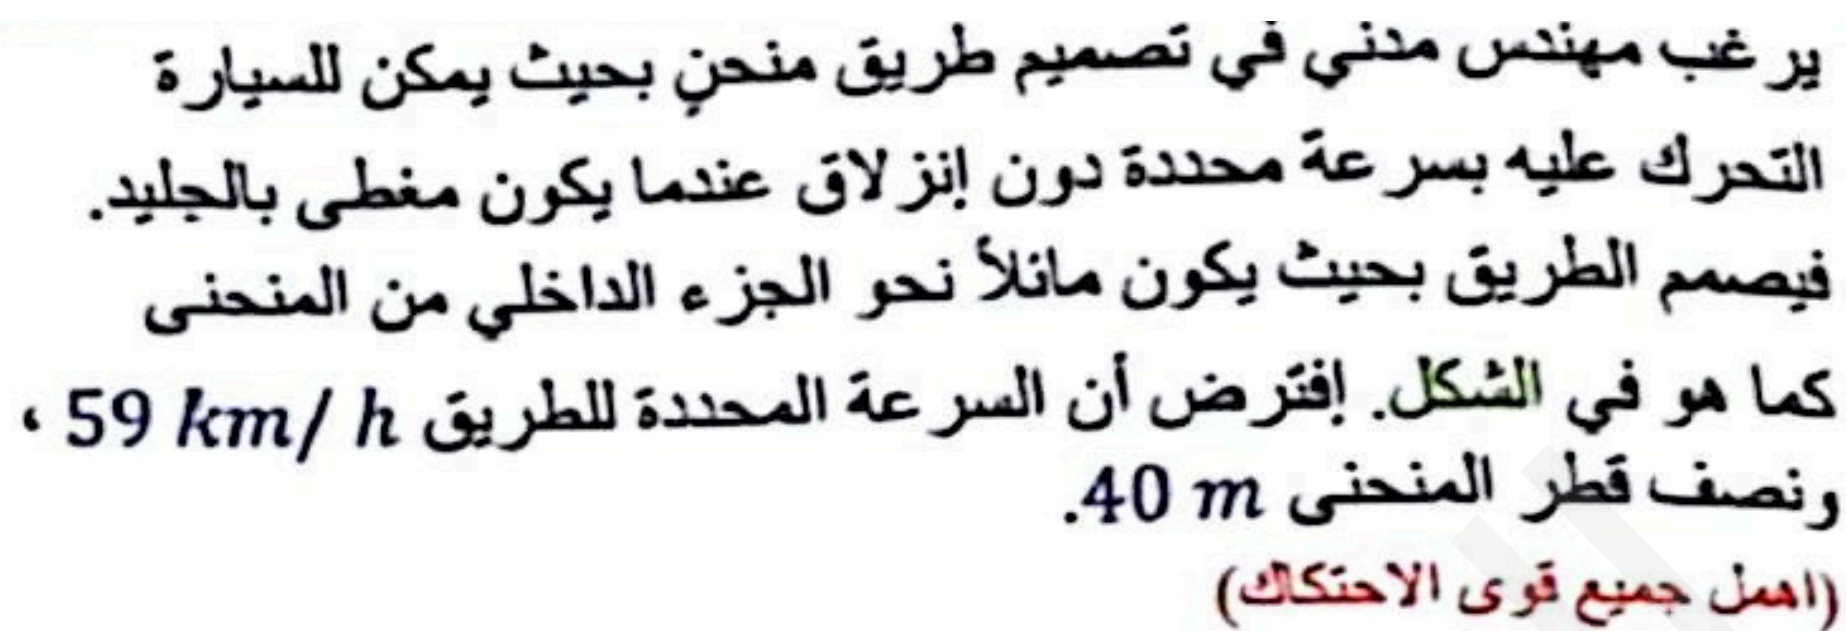 يرغب مهندس مدني في تصميم طريق منحنٍ بحيث يمكن للسيارة
التحرك عليه بسرعة محددة دون إنزلاق عندما يكون مغطى بالجليد.
فيصمم الطريق بحيث يكون مائلاً نحو الجزء الداخلي من المنحنى
كما هو في الشكل. إفترض أن السرعة المحددة للطريق 59 km/ h ،
ونصف قطر المنحنى 40 m.
(اهمل جميع قوى الاحتكاك)